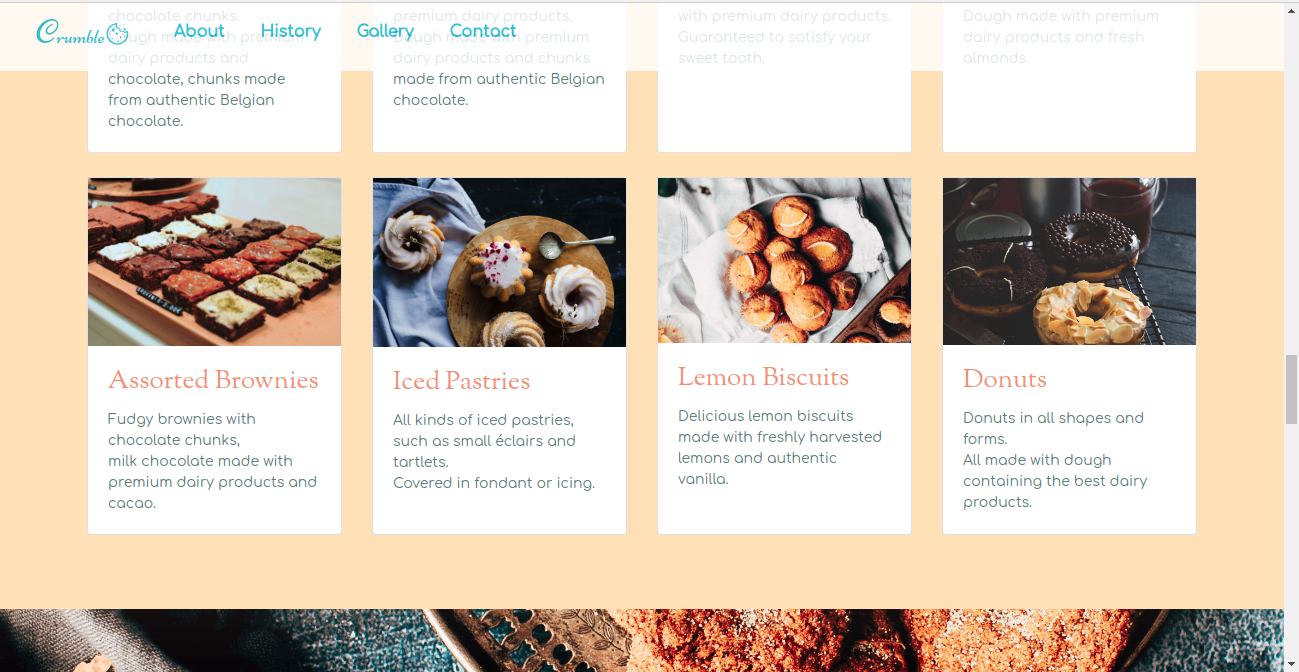 Crumble About History Gallery Contact
chocolate chunks.
Dough made with premium
dairy products and
chocolate, chunks made
from authentic Belgian
chocolate.
premium dairy products.
Dough made with premium
dairy products and chunks
made from authentic Belgian
chocolate.
with premium dairy products.
Guaranteed to satisfy your
sweet tooth.
Dough made with premium
dairy products and fresh
almonds.
Assorted Brownies
Fudgy brownies with
chocolate chunks,
milk chocolate made with
premium dairy products and
cacao.
Iced Pastries
All kinds of iced pastries,
such as small éclairs and
tartlets.
Covered in fondant or icing.
Lemon Biscuits
Delicious lemon biscuits
made with freshly harvested
lemons and authentic
vanilla.
Donuts
Donuts in all shapes and
forms.
All made with dough
containing the best dairy
products.